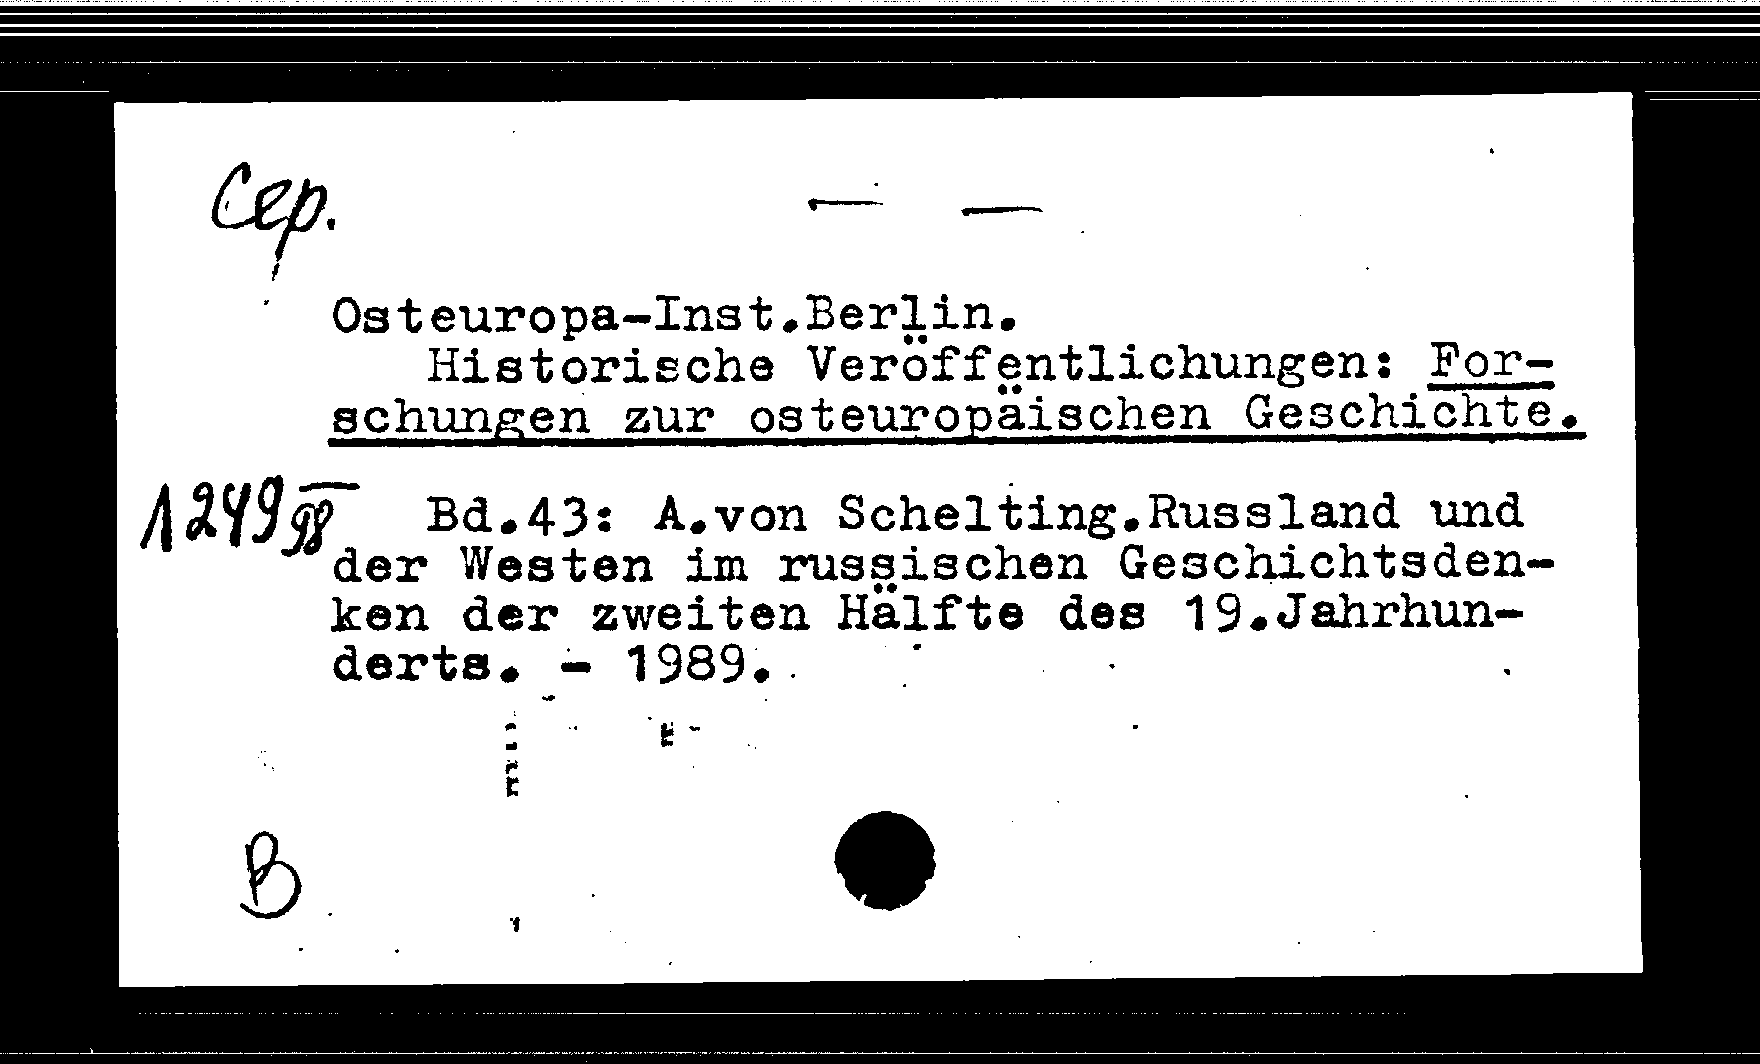 Сер.
Osteuropa-Inst.Berlin.
Historische Veröffentlichungen: For-
schungen zur osteuropäischen Geschichte.
1249 98 Bd.43: A.von Schelting.Russland und
der Westen im russischen Geschichtsden-
ken der zweiten Hälfte des 19.Jahrhun-
derts. - 1989.
B